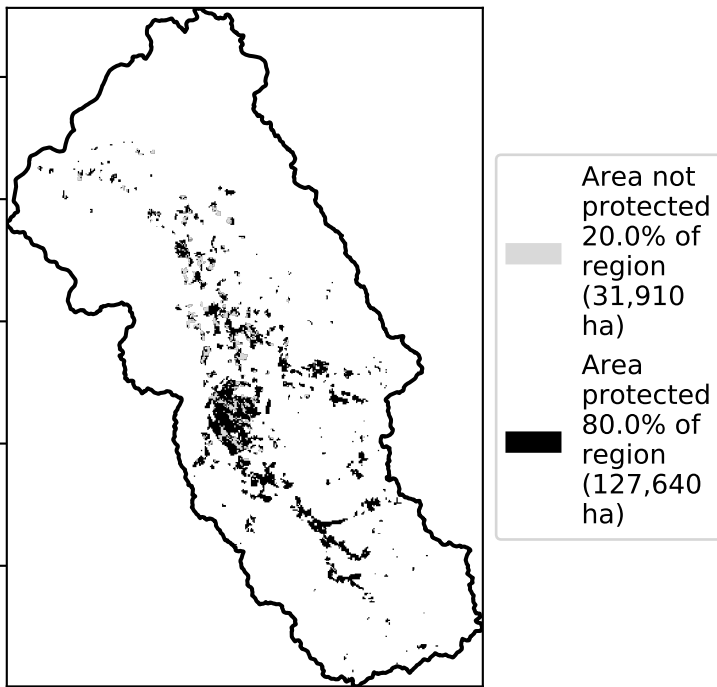 Area not
protected
20.0% of
region
(31,910
ha)
Area
protected
80.0% of
region
(127,640
ha)